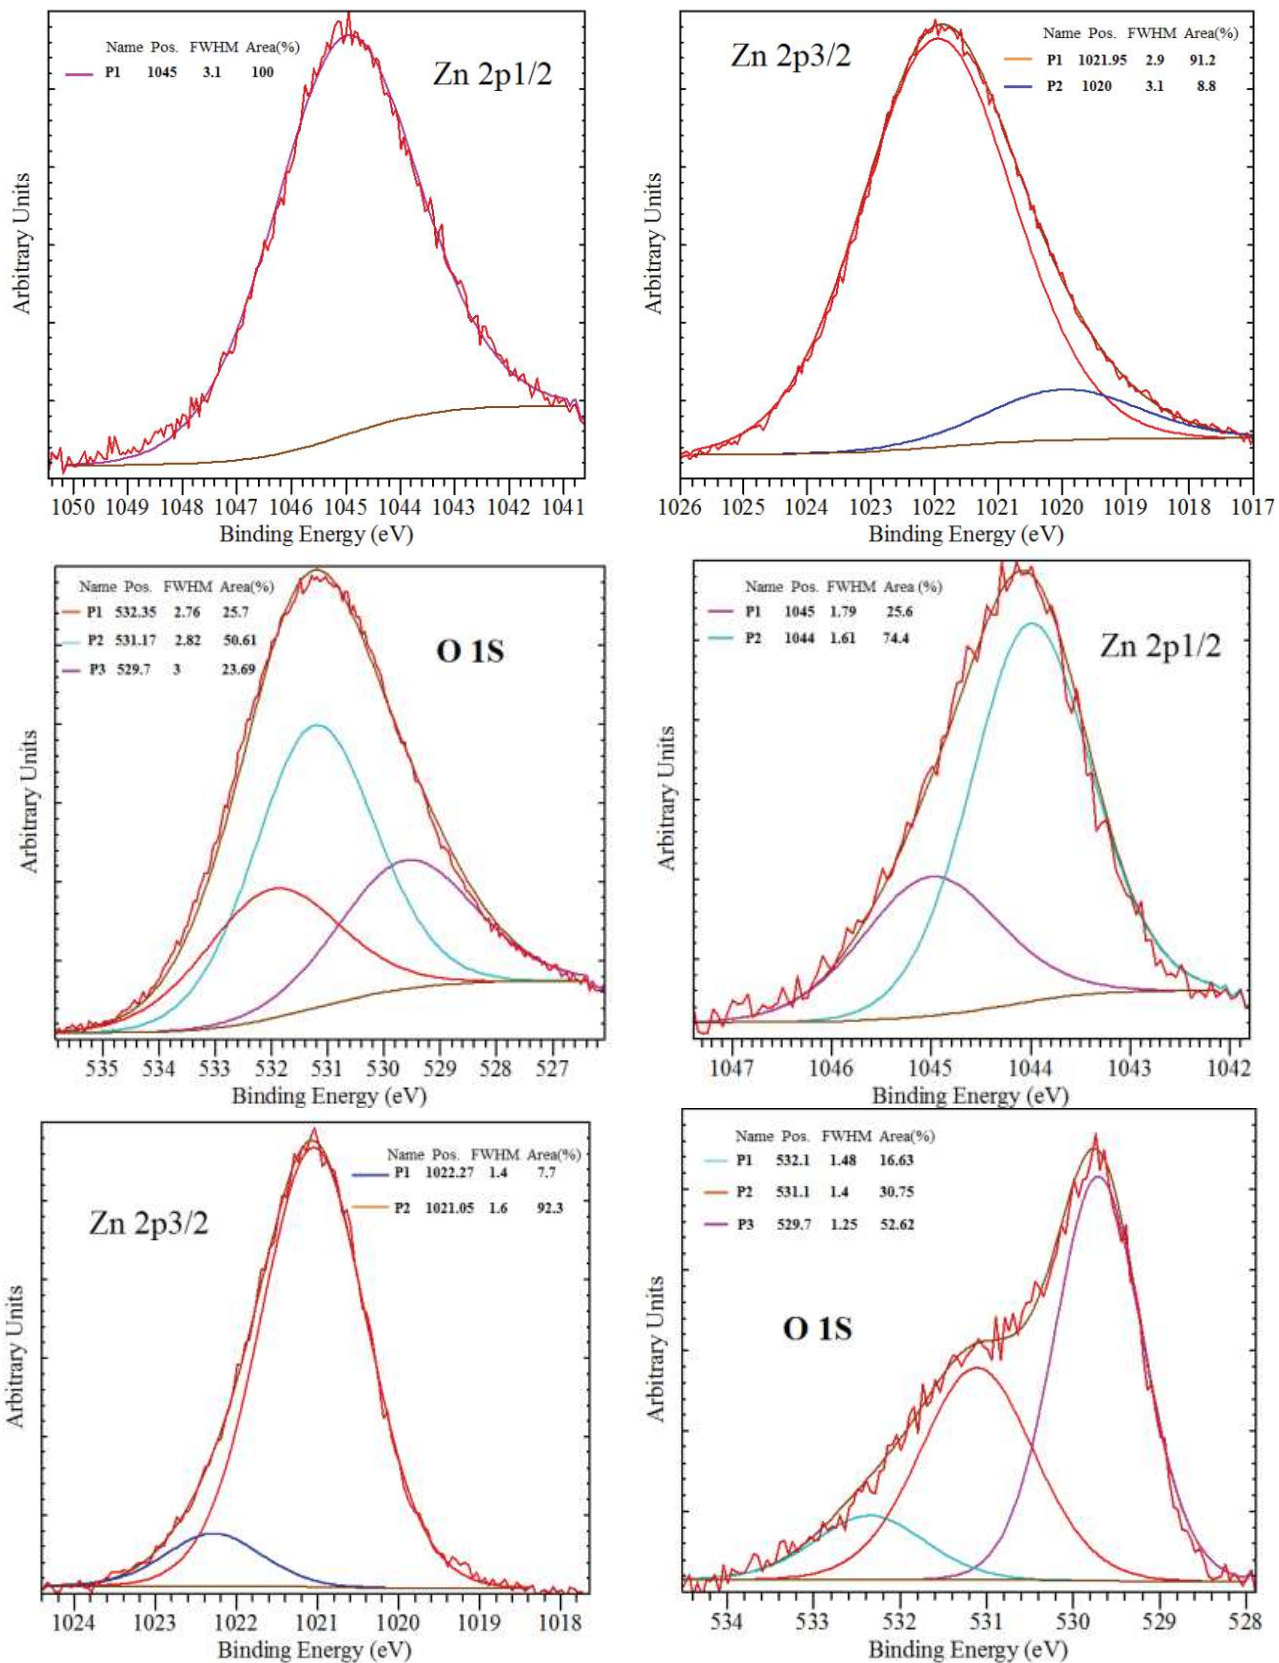 Name Pos. FWHM Area(%)
P1 1045 3.1 100
Zn 2p1/2
Arbitrary Units
1050 1049 1048 1047 1046 1045 1044 1043 1042 1041
Binding Energy (eV)
Zn 2p3/2
Name Pos. FWHM Area(%)
P1 1021.95 2.9 91.2
P2 1020 3.1 8.8
Arbitrary Units
1026 1025 1024 1023 1022 1021 1020 1019 1018 1017
Binding Energy (eV)
Name Pos. FWHM Area(%)
P1 532.35 2.76 25.7
P2 531.17 2.82 50.61
P3 529.7 3 23.69
O 1S
Arbitrary Units
535 534 533 532 531 530 529 528 527
Binding Energy (eV)
Name Pos. FWHM Area (%)
P1 1045 1.79 25.6
P2 1044 1.61 74.4
Zn 2p1/2
Arbitrary Units
1047 1046 1045 1044 1043 1042
Binding Energy (eV)
Name Pos. FWHM Area(%)
P1 1022.27 1.4 7.7
P2 1021.05 1.6 92.3
Zn 2p3/2
Arbitrary Units
1024 1023 1022 1021 1020 1019 1018
Binding Energy (eV)
Name Pos. FWHM Area(%)
P1 532.1 1.48 16.63
P2 531.1 1.4 30.75
P3 529.7 1.25 52.62
O 1S
Arbitrary Units
534 533 532 531 530 529 528
Binding Energy (eV)